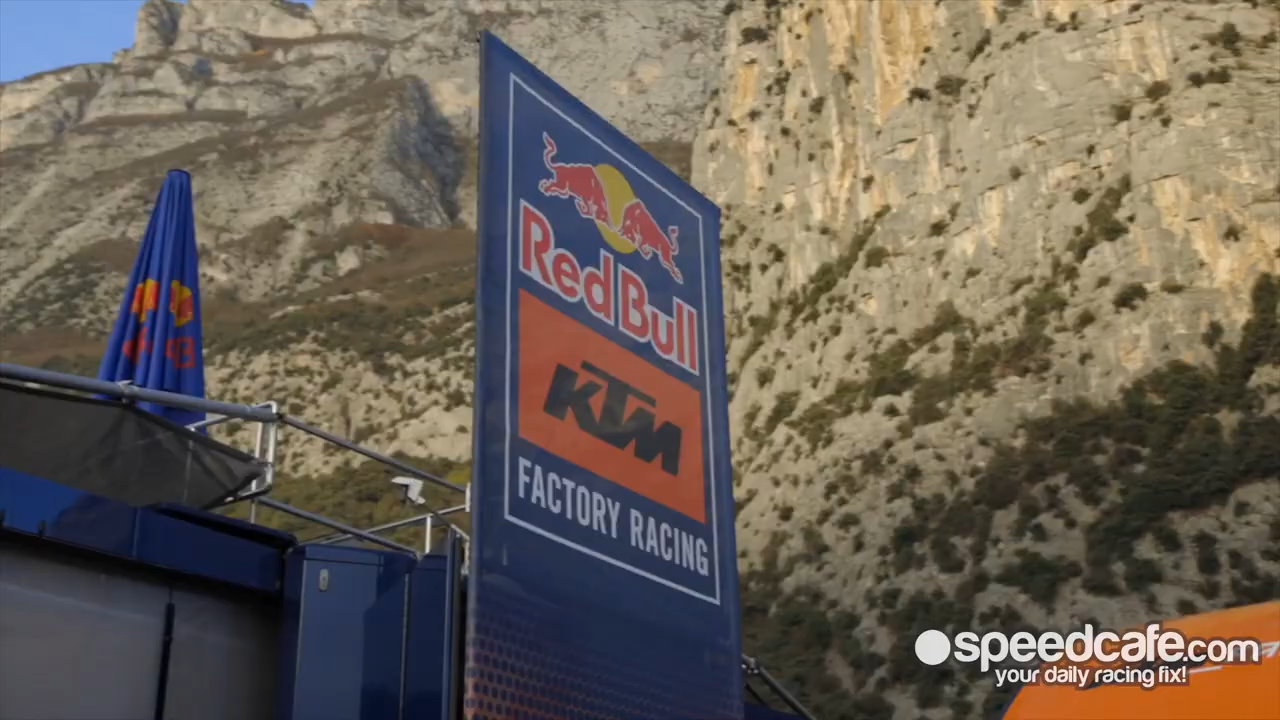 Red Bull
KTM
FACTORY RACING
speedcafe.com
your daily racing fix!